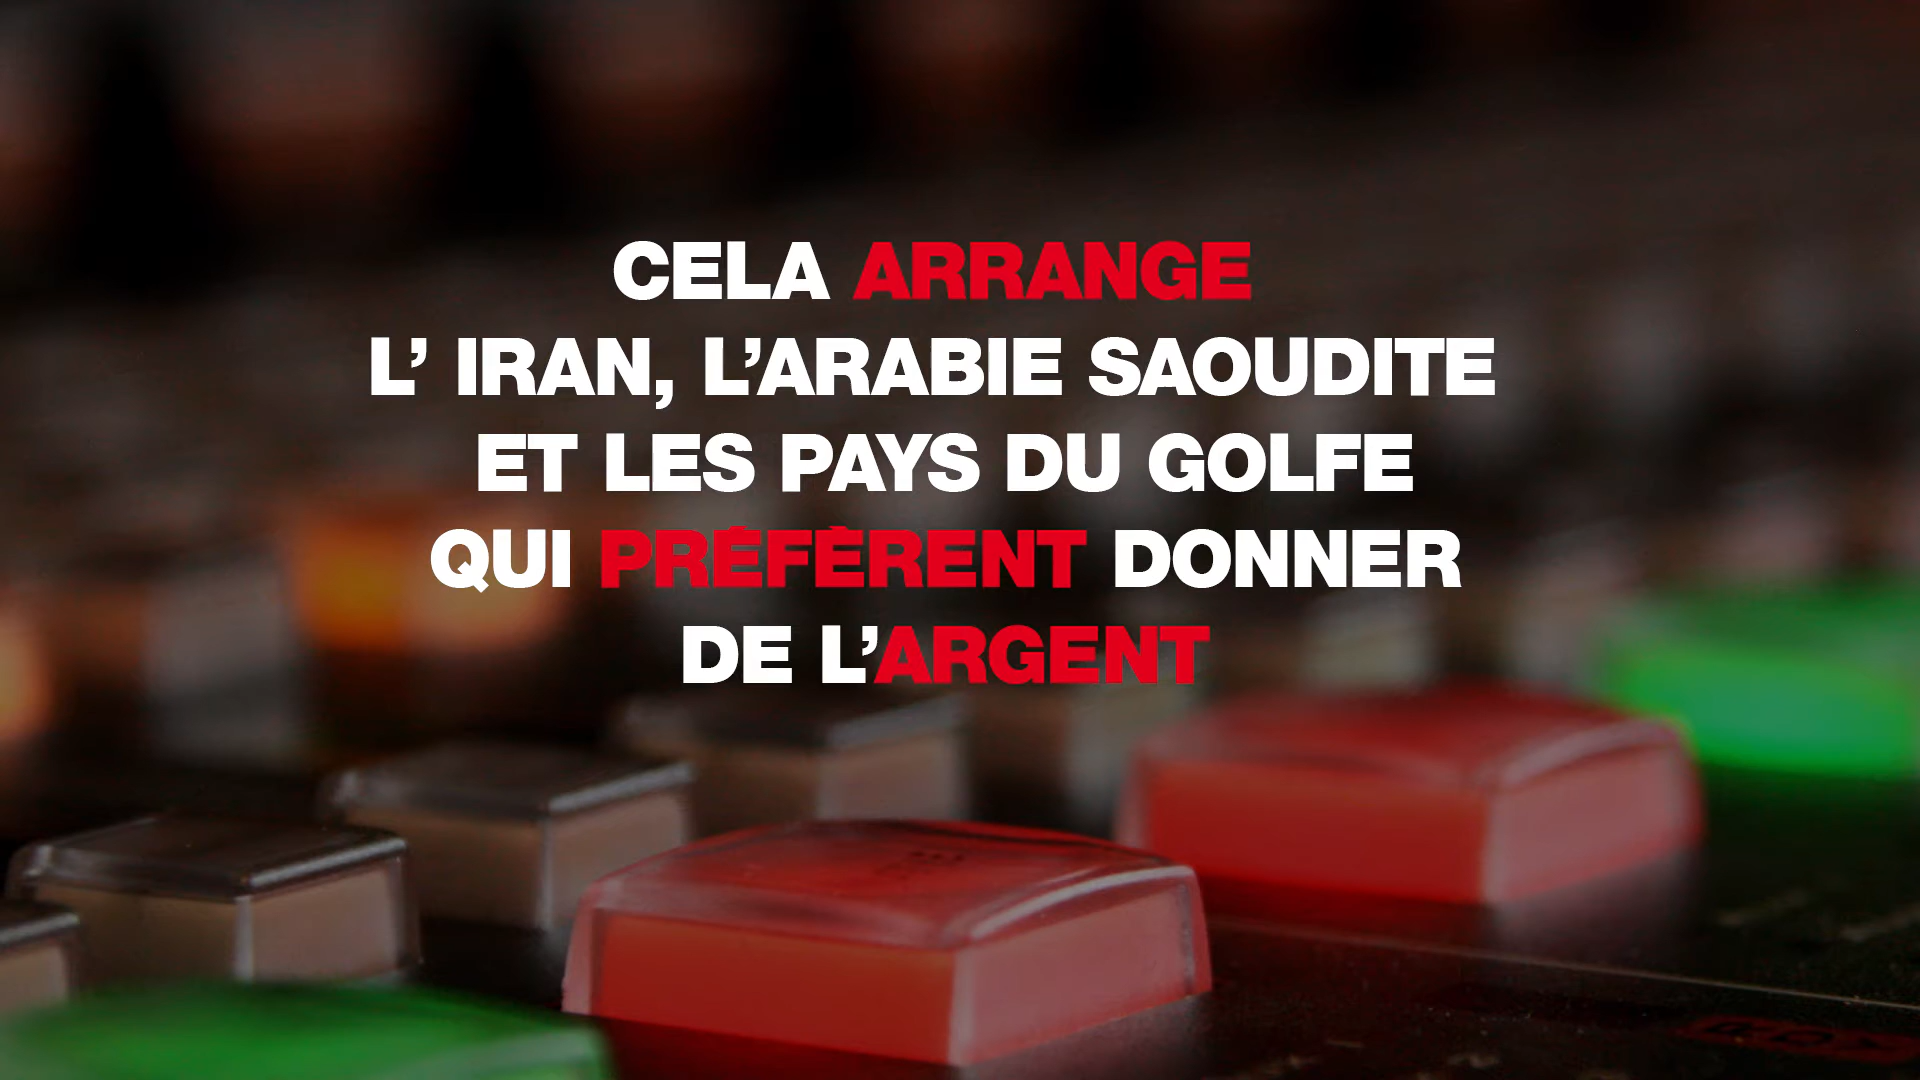 CELA ARRANGE
L’ IRAN, L’ARABIE SAOUDITE
ET LES PAYS DU GOLFE
QUI PRÉFÈRENT DONNER
DE L’ARGENT